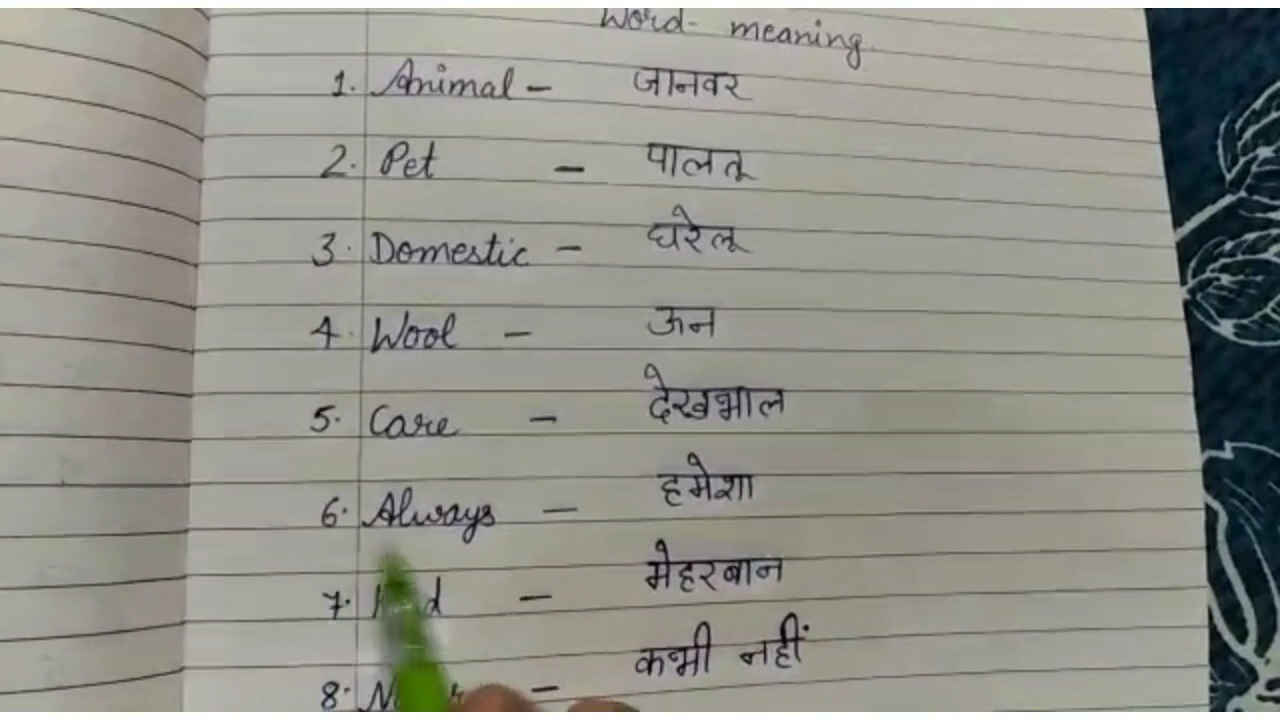 Word- meaning
1. Animal - जानवर
2. Pet - पालतू
3. Domestic - घरेलू
4. Wool - ऊन
5. Care - देखभाल
6. Always - हमेशा
7. - मेहरबान
8. - कभी नहीं